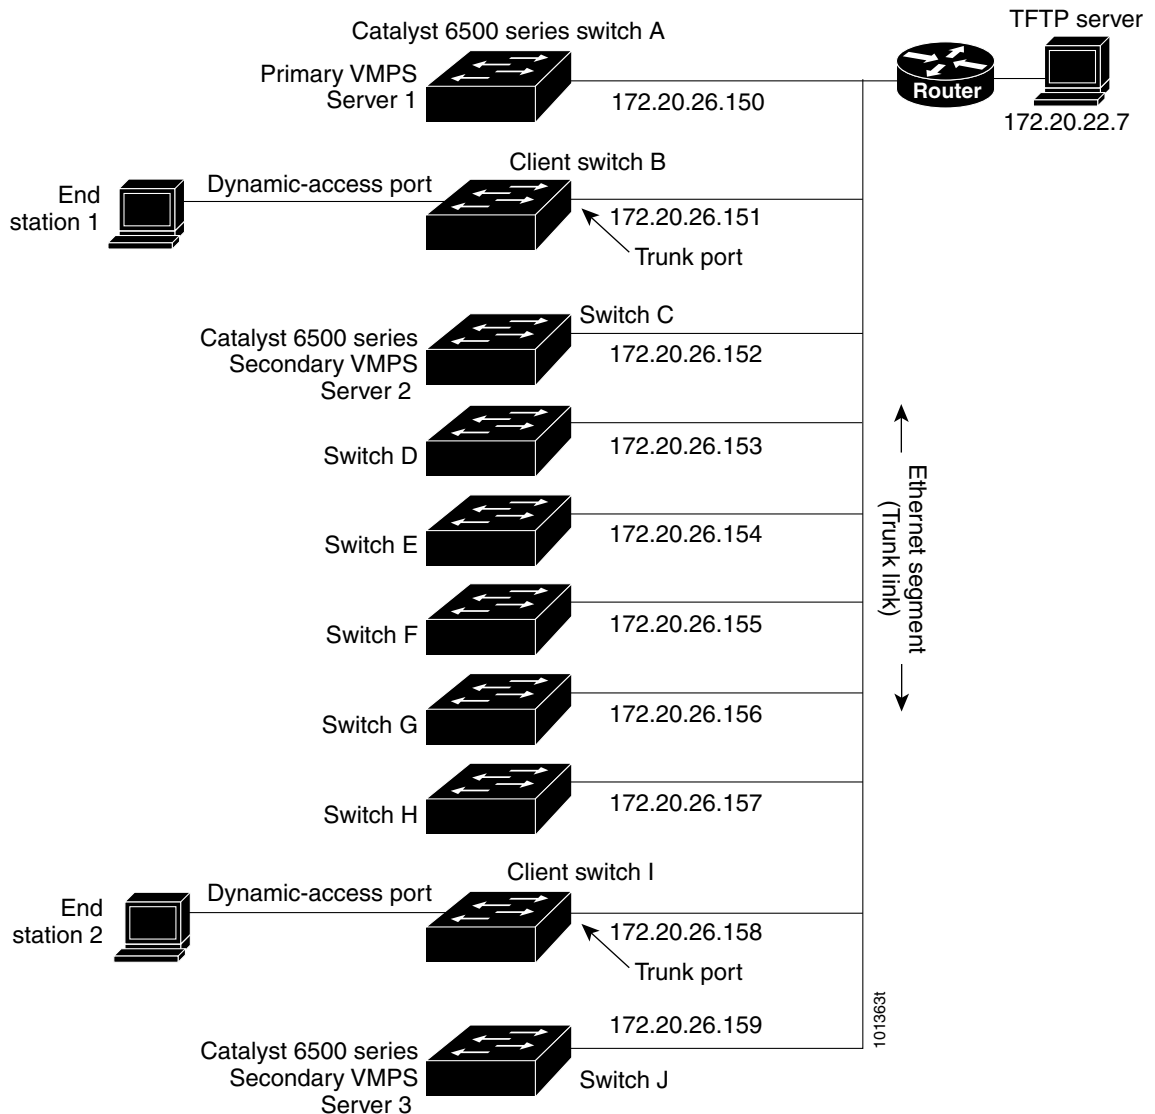 Catalyst 6500 series switch A
TFTP server
Primary VMPS
Server 1
172.20.26.150
Router
172.20.22.7
Client switch B
End
station 1
Dynamic-access port
172.20.26.151
Trunk port
Switch C
Catalyst 6500 series
Secondary VMPS
Server 2
172.20.26.152
Switch D
172.20.26.153
Switch E
172.20.26.154
Ethernet segment
(Trunk link)
Switch F
172.20.26.155
Switch G
172.20.26.156
Switch H
172.20.26.157
Client switch I
End
station 2
Dynamic-access port
172.20.26.158
Trunk port
172.20.26.159
Catalyst 6500 series
Secondary VMPS
Server 3
Switch J
101363t